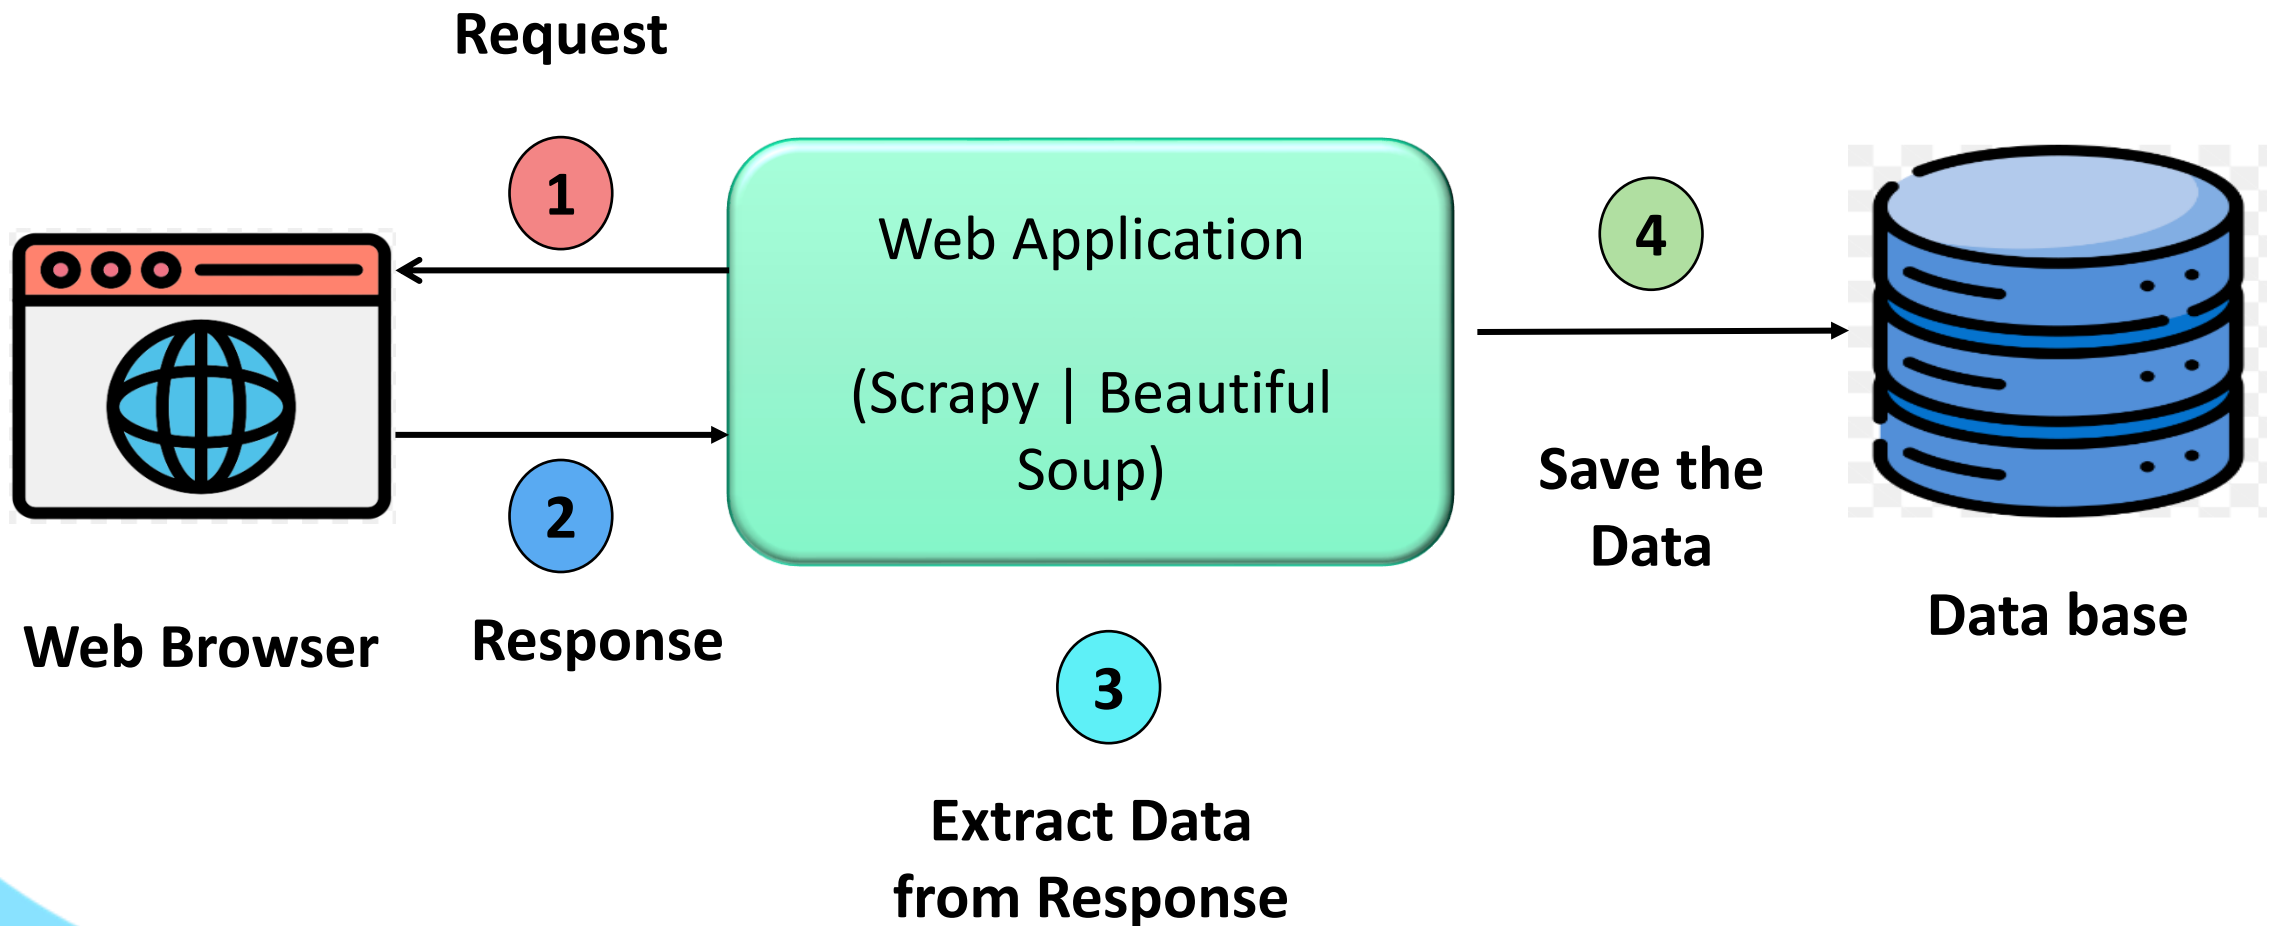 Request
1
Web Application
(Scrapy | Beautiful
Soup)
4
2
Save the
Data
Web Browser
Response
Data base
3
Extract Data
from Response